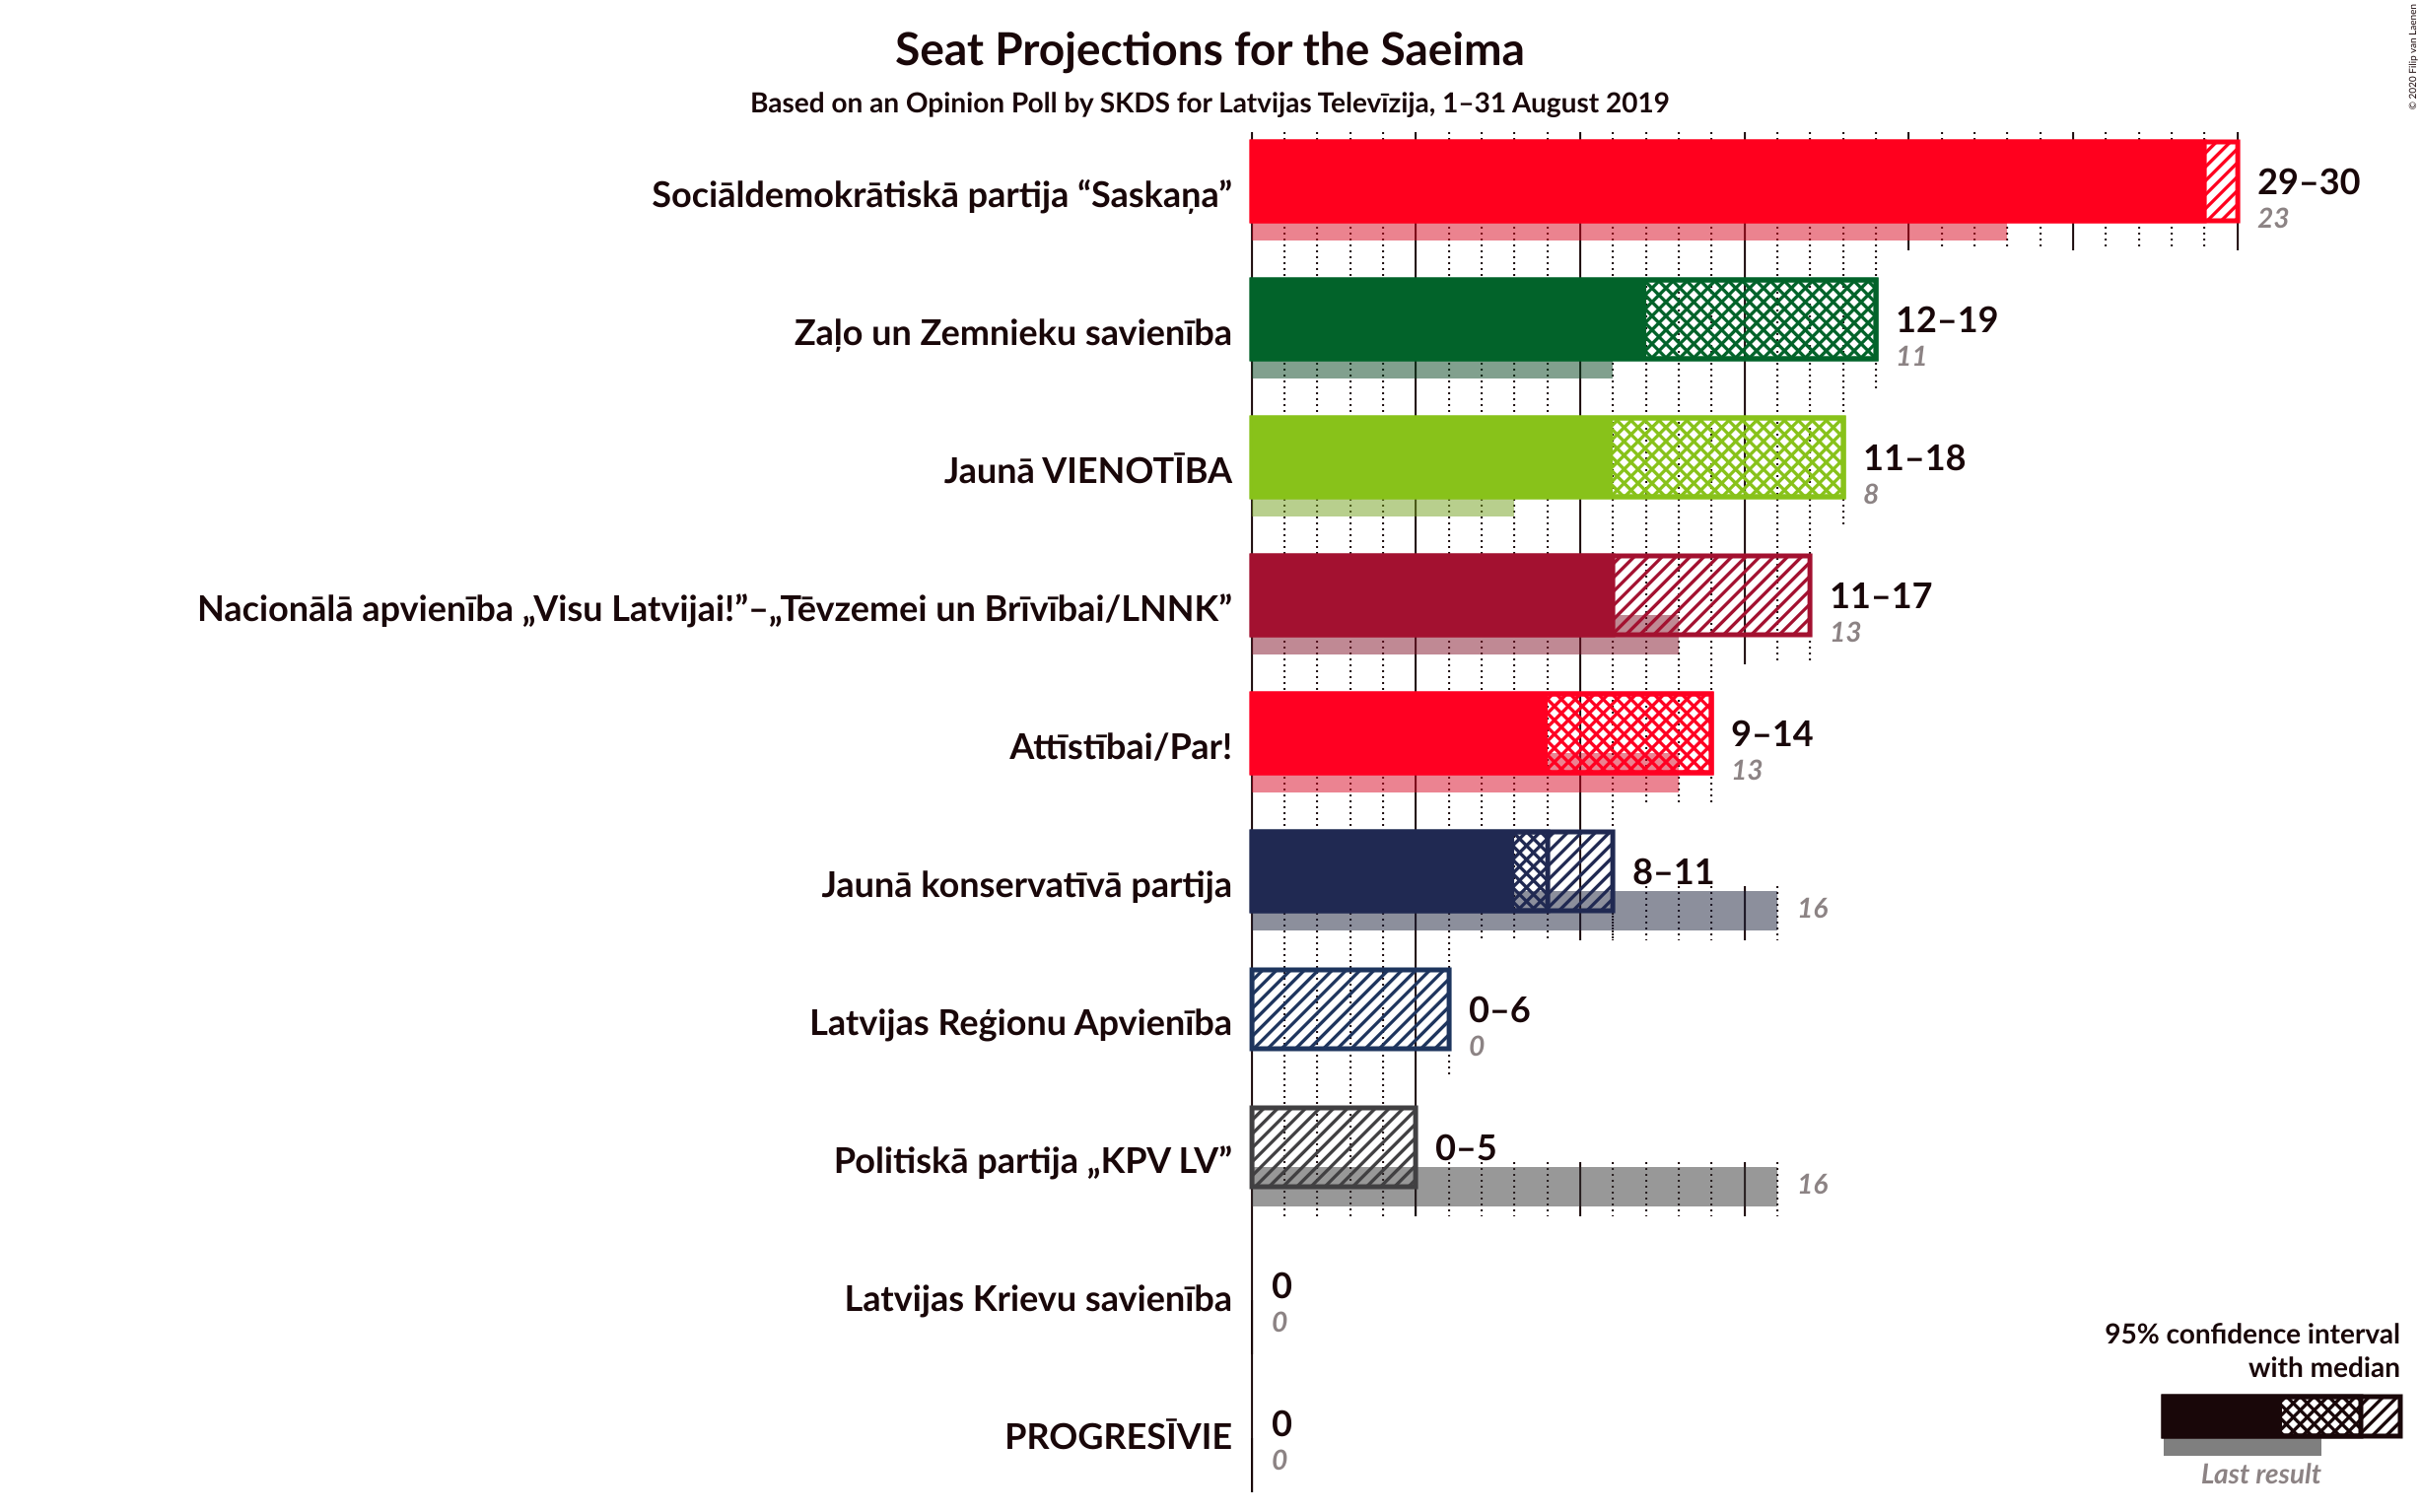 Seat Projections for the Saeima
Based on an Opinion Poll by SKDS for Latvijas Televīzija, 1–31 August 2019
© 2020 Filip van Laenen
Sociāldemokrātiskā partija “Saskaņa”
29–30
23
Zaļo un Zemnieku savienība
12–19
11
Jaunā VIENOTĪBA
11–18
8
Nacionālā apvienība „Visu Latvijai!”–„Tēvzemei un Brīvībai/LNNK”
11–17
13
Attīstībai/Par!
9–14
13
Jaunā konservatīvā partija
8–11
16
Latvijas Reģionu Apvienība
0–6
0
Politiskā partija „KPV LV”
0–5
16
Latvijas Krievu savienība
0
0
PROGRESĪVIE
0
0
95% confidence interval
with median
Last result